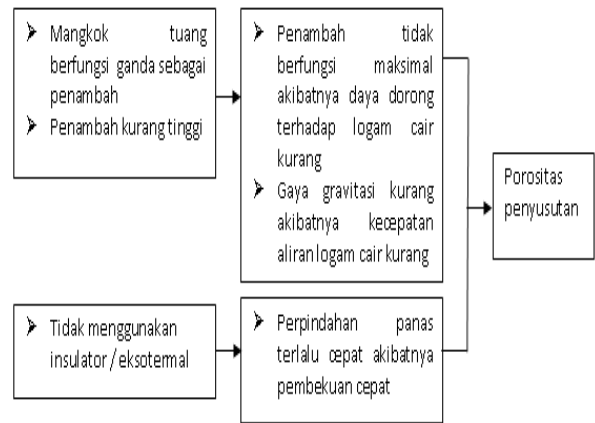 ➤ Mangkok tuang
berfungsi ganda sebagai
penambah
➤ Penambah kurang tinggi
➤ Penambah tidak
berfungsi maksimal
akibatnya daya dorong
terhadap logam cair
kurang
➤ Gaya gravitasi kurang
akibatnya kecepatan
aliran logam cair kurang
Porositas
penyusutan
➤ Tidak menggunakan
insulator / eksotermal
➤ Perpindahan panas
terlalu cepat akibatnya
pembekuan cepat